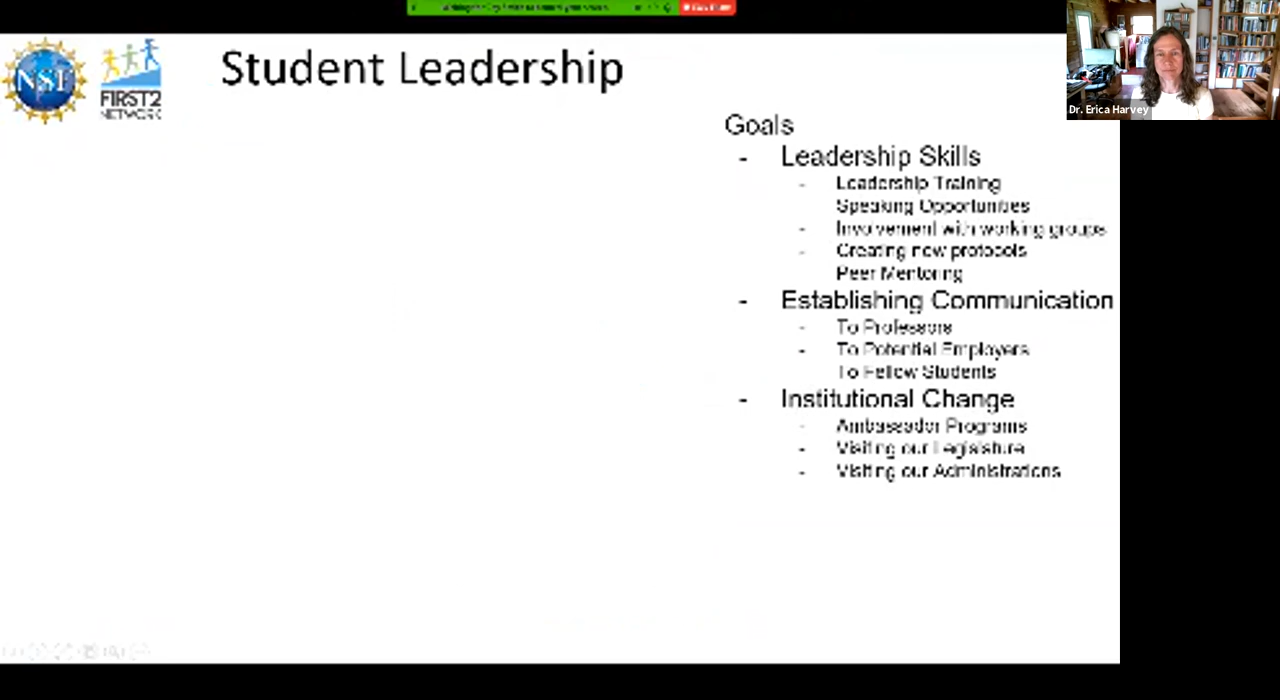 NSF
FIRST2
NETWORK
Student Leadership
Dr. Erica Harvey
Goals
- Leadership Skills
- Leadership Training
Speaking Opportunities
- Involvement with working groups
- Creating new protocols
Peer Mentoring
- Establishing Communication
- To Professors
- To Potential Employers
To Fellow Students
- Institutional Change
- Ambassador Programs
- Visiting our Legislature
- Visiting our Administrations